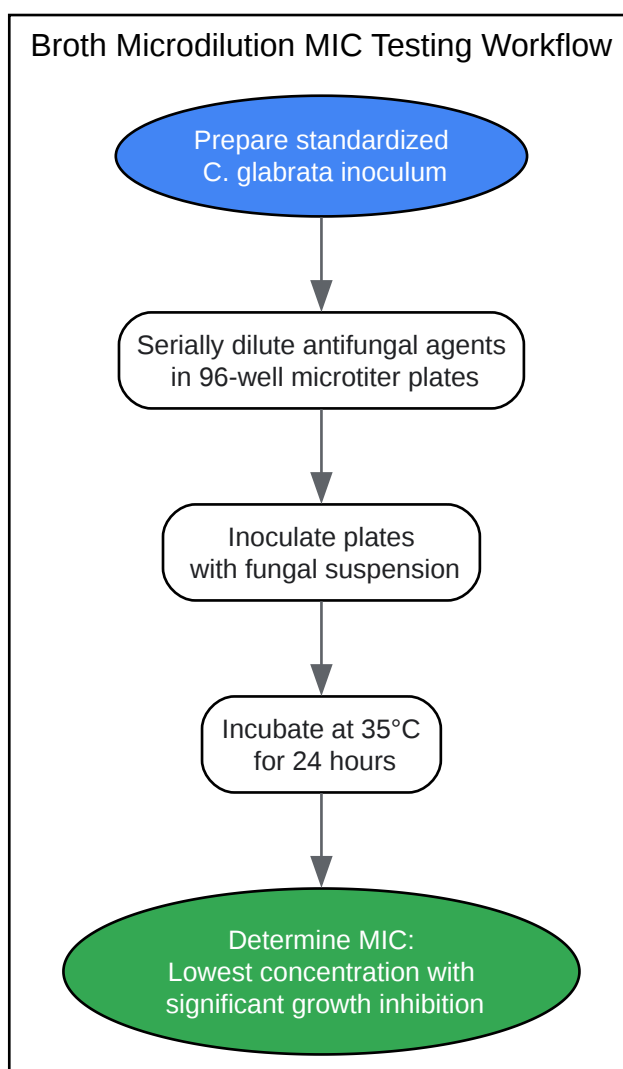 Broth Microdilution MIC Testing Workflow
Prepare standardized
C. glabrata inoculum
Serially dilute antifungal agents
in 96-well microtiter plates
Inoculate plates
with fungal suspension
Incubate at 35°C
for 24 hours
Determine MIC:
Lowest concentration with
significant growth inhibition